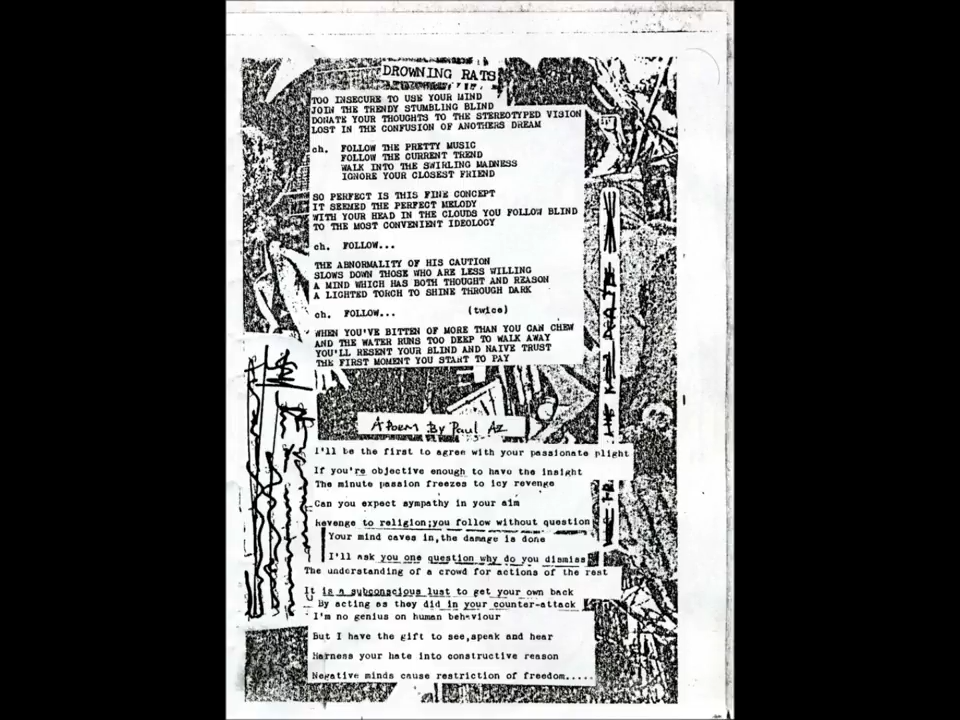 DROWNING RATS
TOO INSECURE TO USE YOUR MIND
JOIN THE TRENDY STUMBLING BLIND
DONATE YOUR THOUGHTS TO THE STEREOTYPED VISION
LOST IN THE CONFUSION OF ANOTHERS DREAM
ch. FOLLOW THE PRETTY MUSIC
FOLLOW THE CURRENT TREND
WALK INTO THE SWIRLING MADNESS
IGNORE YOUR CLOSEST FRIEND
SO PERFECT IS THIS FINE CONCEPT
IT SEEMED THE PERFECT MELODY
WITH YOUR HEAD IN THE CLOUDS YOU FOLLOW BLIND
TO THE MOST CONVENIENT IDEOLOGY
ch. FOLLOW...
THE ABNORMALITY OF HIS CAUTION
SLOWS DOWN THOSE WHO ARE LESS WILLING
A MIND WHICH HAS BOTH THOUGHT AND REASON
A LIGHTED TORCH TO SHINE THROUGH DARK
ch. FOLLOW... (twice)
WHEN YOU'VE BITTEN OF MORE THAN YOU CAN CHEW
AND THE WATER RUNS TOO DEEP TO WALK AWAY
YOU'LL RESENT YOUR BLIND AND NAIVE TRUST
THE FIRST MOMENT YOU START TO PAY
A Poem By Paul Az
I'll be the first to agree with your passionate plight
If you're objective enough to have the insight
The minute passion freezes to icy revenge
Can you expect sympathy in your aim
Revenge to religion;you follow without question
Your mind caves in,the damage is done
I'll ask you one question why do you dismiss
The understanding of a crowd for actions of the rest
It is a subconscious lust to get your own back
By acting as they did in your counter-attack
I'm no genius on human behaviour
But I have the gift to see,speak and hear
Harness your hate into constructive reason
Negative minds cause restriction of freedom.....